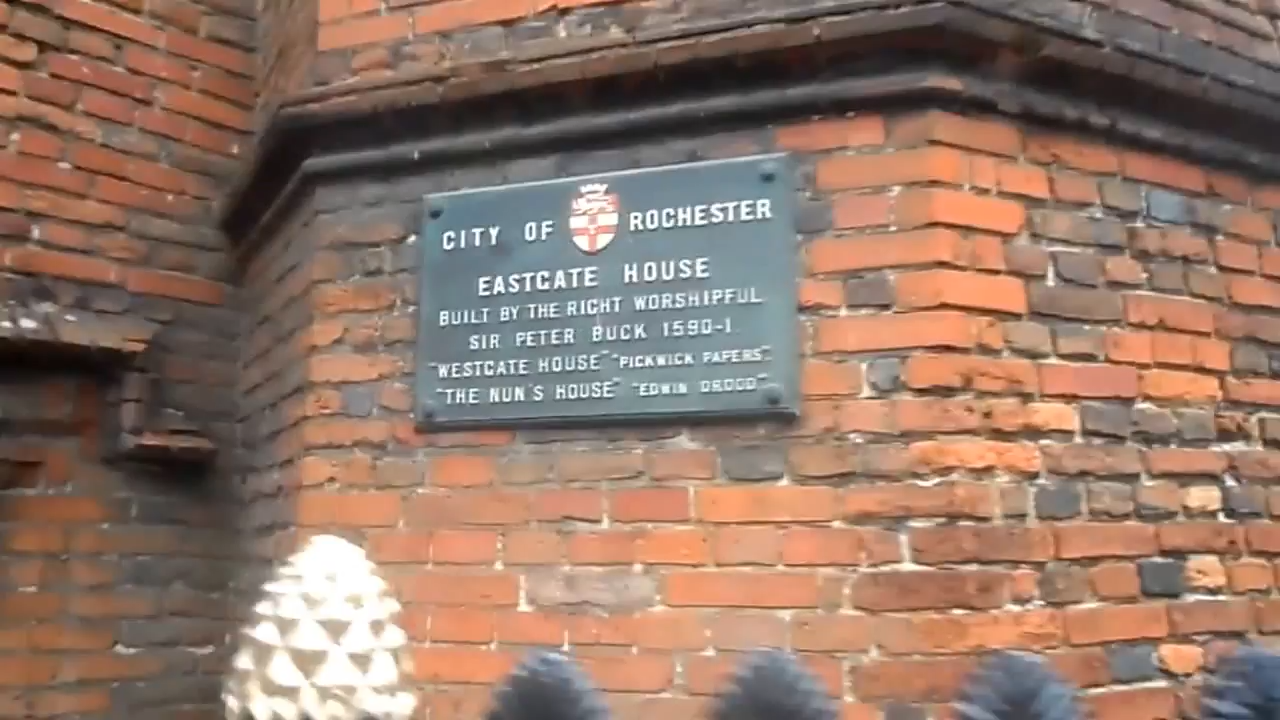 CITY OF ROCHESTER
EASTGATE HOUSE
BUILT BY THE RIGHT WORSHIPFUL
SIR PETER BUCK 1590-1.
"WESTGATE HOUSE" "PICKWICK PAPERS".
"THE NUN'S HOUSE" "EDWIN DROOD".